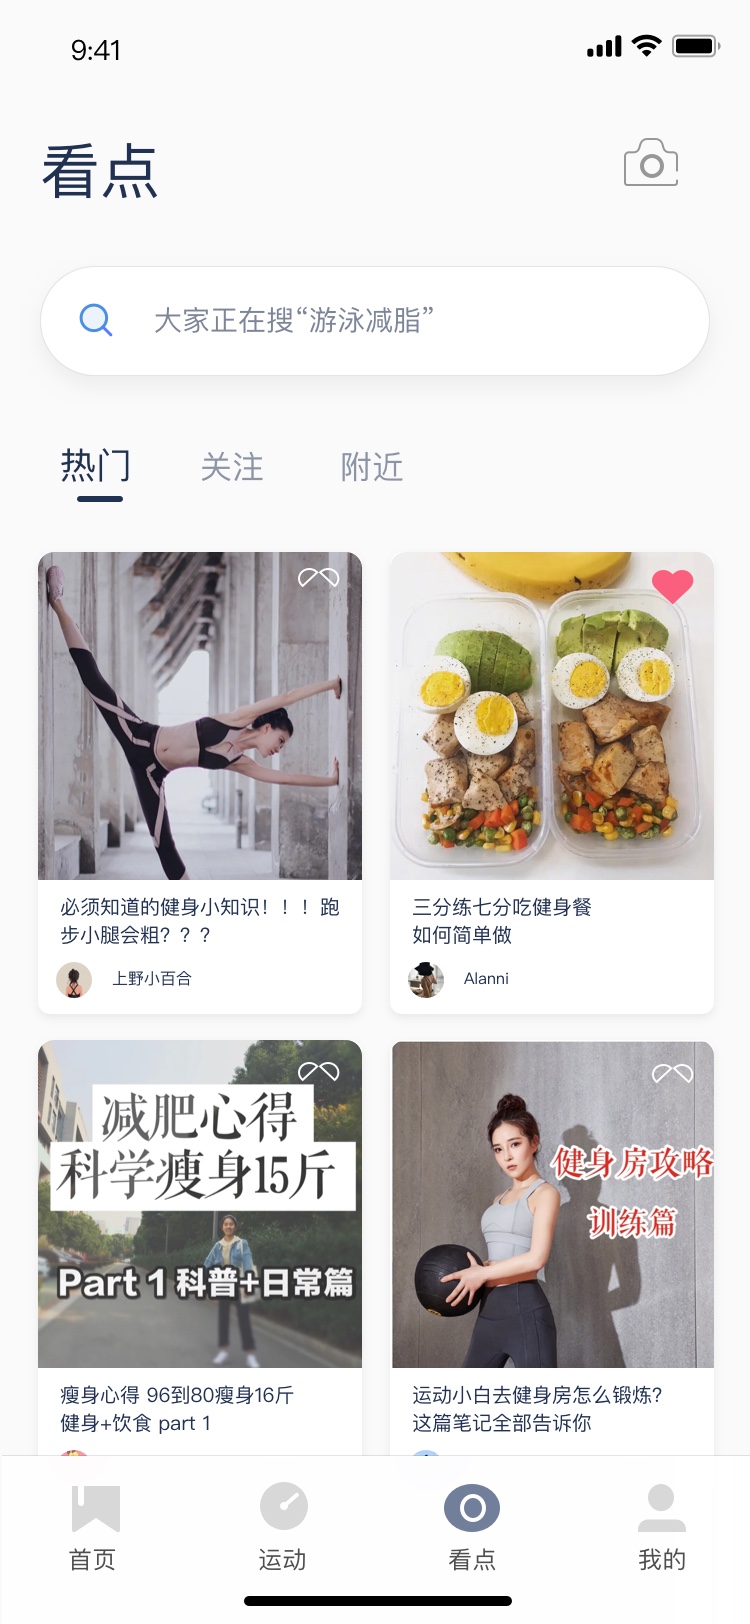 9:41
看点
大家正在搜“游泳减脂”
热门 关注 附近
必须知道的健身小知识！！！跑
步小腿会粗？？？
上野小百合
三分练七分吃健身餐
如何简单做
Alanni
减肥心得
科学瘦身15斤
Part 1 科普+日常篇
瘦身心得 96到80瘦身16斤
健身+饮食 part 1
健身房攻略
训练篇
运动小白去健身房怎么锻炼？
这篇笔记全部告诉你
首页 运动 看点 我的